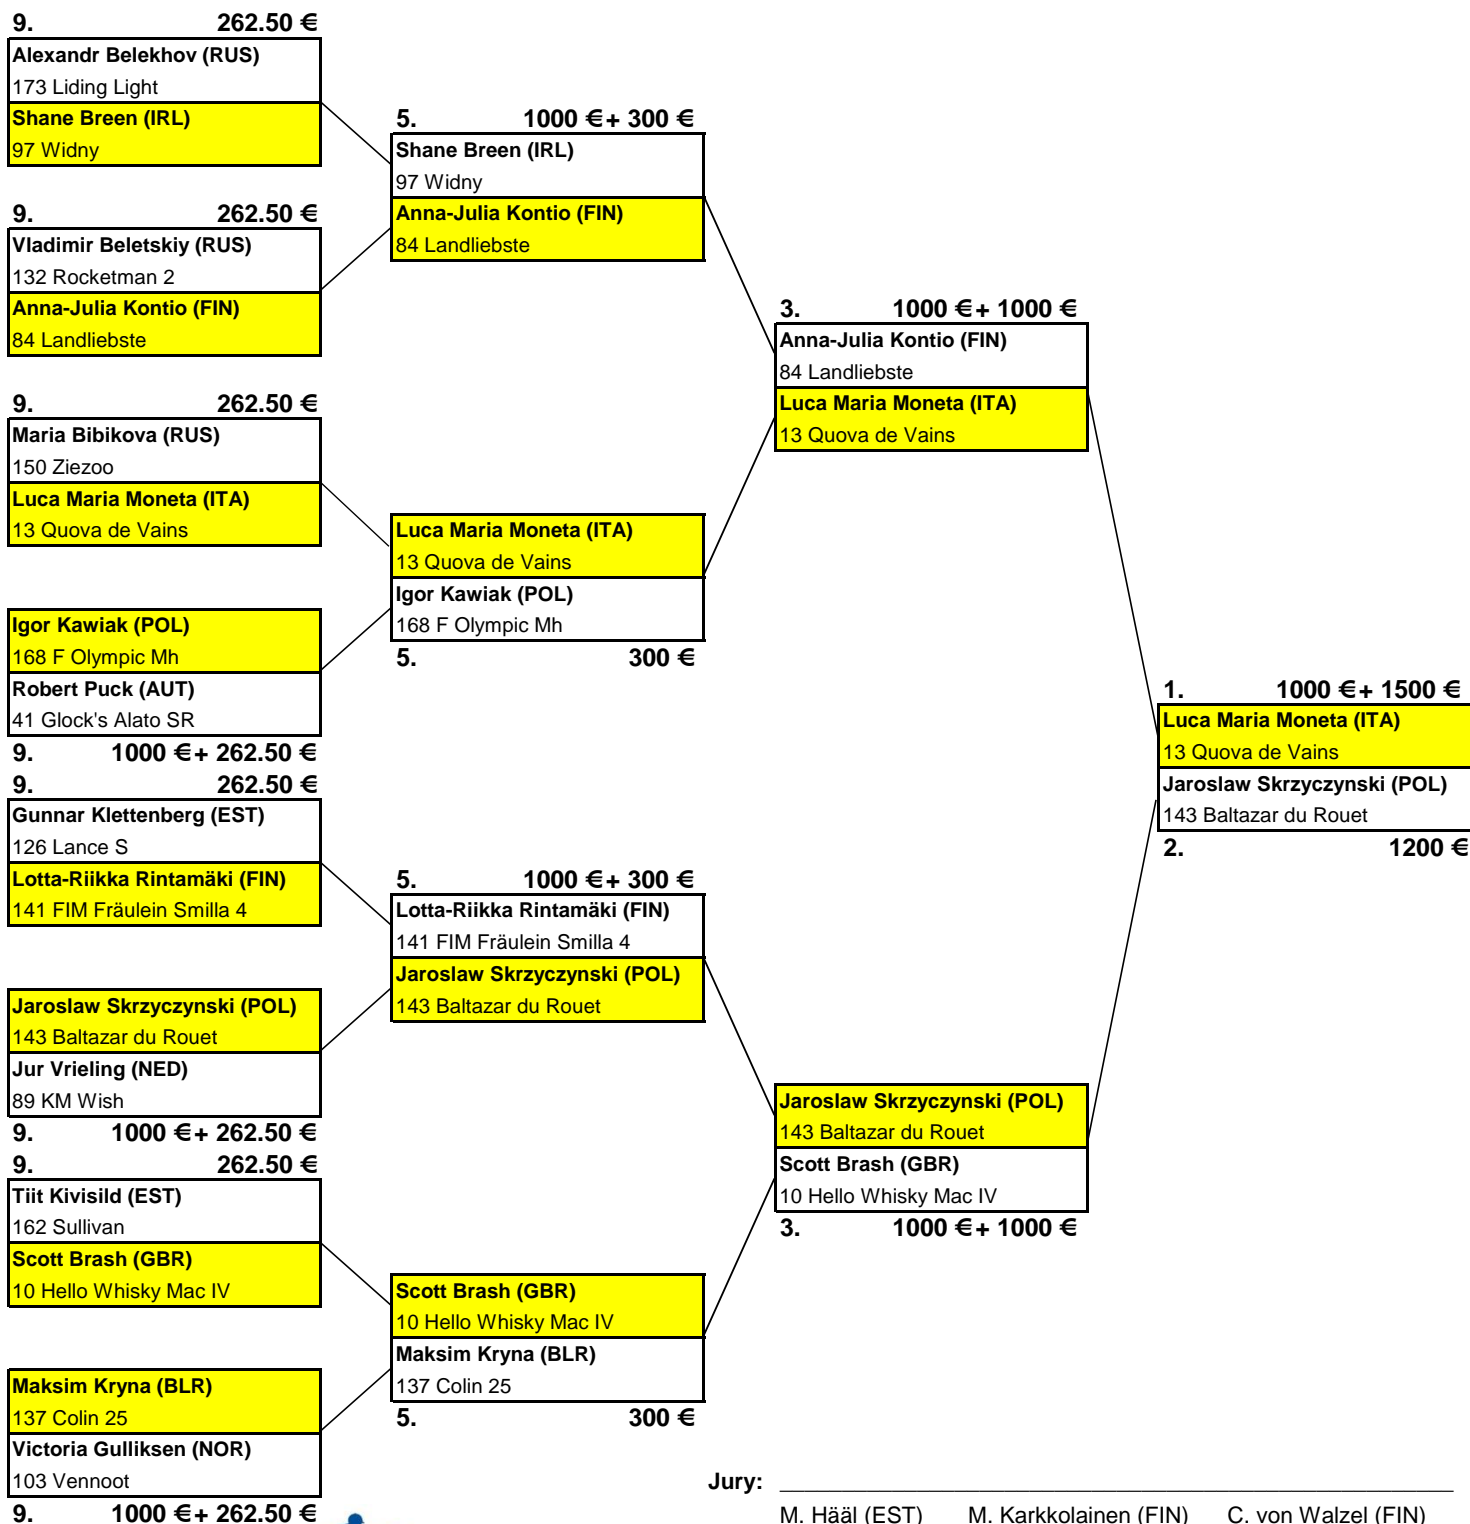 9. 262.50 €
Alexandr Belekhov (RUS)
173 Liding Light
Shane Breen (IRL)
97 Widny
9. 262.50 €
Vladimir Beletskiy (RUS)
132 Rocketman 2
Anna-Julia Kontio (FIN)
84 Landliebste
9. 262.50 €
Maria Bibikova (RUS)
150 Ziezoo
Luca Maria Moneta (ITA)
13 Quova de Vains
Igor Kawiak (POL)
168 F Olympic Mh
Robert Puck (AUT)
41 Glock's Alato SR
9. 1000 €+ 262.50 €
9. 262.50 €
Gunnar Klettenberg (EST)
126 Lance S
Lotta-Riikka Rintamäki (FIN)
141 FIM Fräulein Smilla 4
Jaroslaw Skrzyczynski (POL)
143 Baltazar du Rouet
Jur Vrieling (NED)
89 KM Wish
9. 1000 €+ 262.50 €
9. 262.50 €
Tiit Kivisild (EST)
162 Sullivan
Scott Brash (GBR)
10 Hello Whisky Mac IV
Maksim Kryna (BLR)
137 Colin 25
Victoria Gulliksen (NOR)
103 Vennoot
9. 1000 €+ 262.50 €
5. 1000 €+ 300 €
Shane Breen (IRL)
97 Widny
Anna-Julia Kontio (FIN)
84 Landliebste
Luca Maria Moneta (ITA)
13 Quova de Vains
Igor Kawiak (POL)
168 F Olympic Mh
5. 300 €
5. 1000 €+ 300 €
Lotta-Riikka Rintamäki (FIN)
141 FIM Fräulein Smilla 4
Jaroslaw Skrzyczynski (POL)
143 Baltazar du Rouet
Scott Brash (GBR)
10 Hello Whisky Mac IV
Maksim Kryna (BLR)
137 Colin 25
5. 300 €
3. 1000 €+ 1000 €
Anna-Julia Kontio (FIN)
84 Landliebste
Luca Maria Moneta (ITA)
13 Quova de Vains
Jaroslaw Skrzyczynski (POL)
143 Baltazar du Rouet
Scott Brash (GBR)
10 Hello Whisky Mac IV
3. 1000 €+ 1000 €
1. 1000 €+ 1500 €
Luca Maria Moneta (ITA)
13 Quova de Vains
Jaroslaw Skrzyczynski (POL)
143 Baltazar du Rouet
2. 1200 €
Jury:
M. Hääl (EST) M. Karkkolainen (FIN) C. von Walzel (FIN)